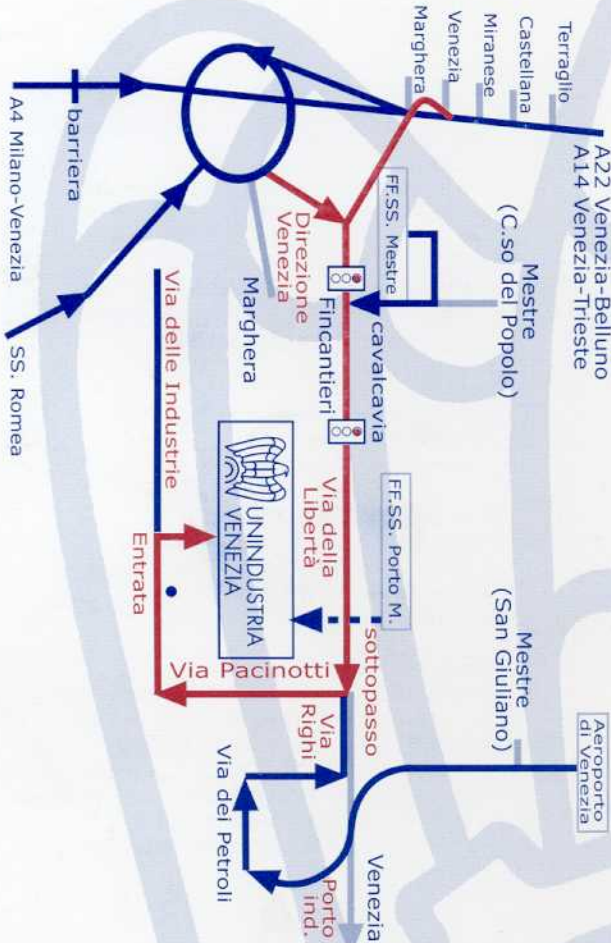 A22 Venezia-Belluno
A14 Venezia-Trieste
Terraglio
Castellana
Miranese
Venezia
Marghera
Mestre
(C.so del Popolo)
FF.SS. Mestre
Mestre
(San Giuliano)
Aeroporto
di Venezia
barriera
A4 Milano-Venezia
SS. Romea
Direzione
Venezia
Marghera
cavalcavia
Fincantieri
FF.SS. Porto M.
Via della
Libertà
sottopasso
Venezia
Porto
ind.
Via Righi
Via dei Petroli
Via Pacinotti
UNINDUSTRIA
VENEZIA
Entrata
Via delle Industrie